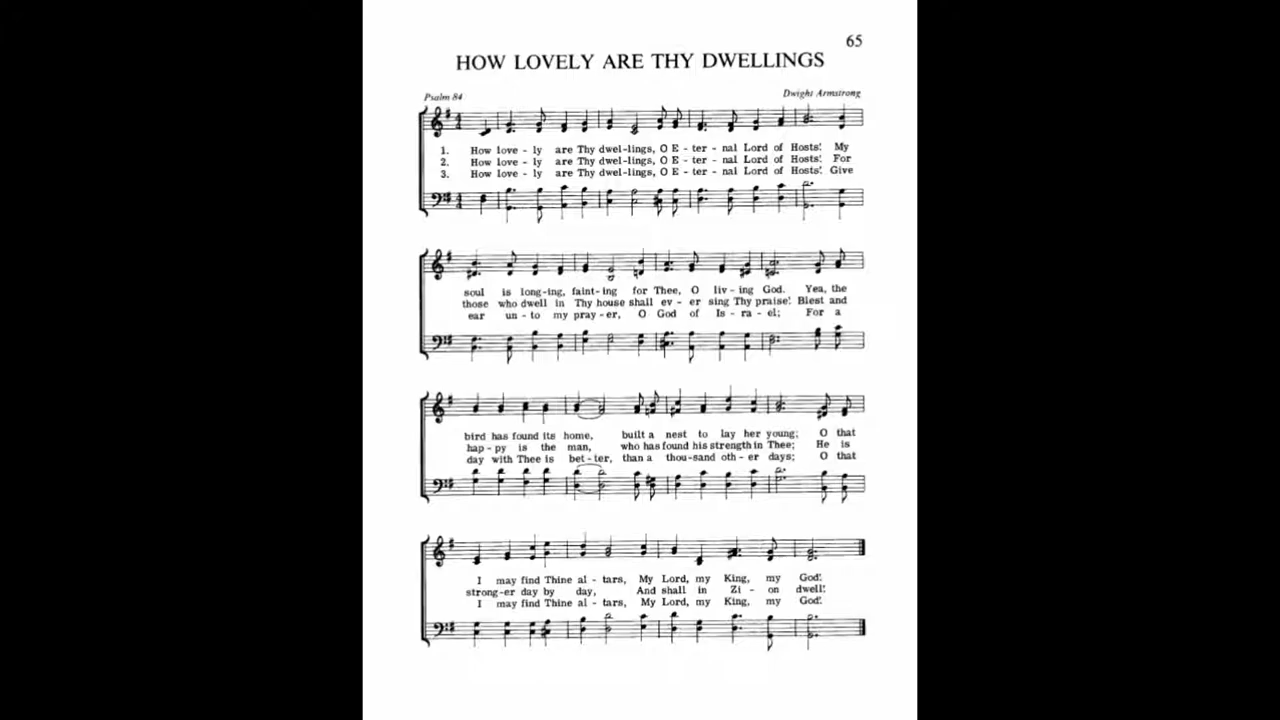 65
HOW LOVELY ARE THY DWELLINGS
Psalm 84
Dwight Armstrong
1. How love - ly are Thy dwel-lings, O E - ter - nal Lord of Hosts! My
2. How love - ly are Thy dwel-lings, O E - ter - nal Lord of Hosts! For
3. How love - ly are Thy dwel-lings, O E - ter - nal Lord of Hosts! Give
soul is long-ing, faint-ing for Thee, O liv - ing God. Yea, the
those who dwell in Thy house shall ev - er sing Thy praise! Blest and
ear un - to my pray-er, O God of Is - ra - el; For a
bird has found its home, built a nest to lay her young; O that
hap - py is the man, who has found his strength in Thee; He is
day with Thee is bet - ter, than a thou-sand oth - er days; O that
I may find Thine al - tars, My Lord, my King, my God!
strong-er day by day, And shall in Zi - on dwell!
I may find Thine al - tars, My Lord, my King, my God!